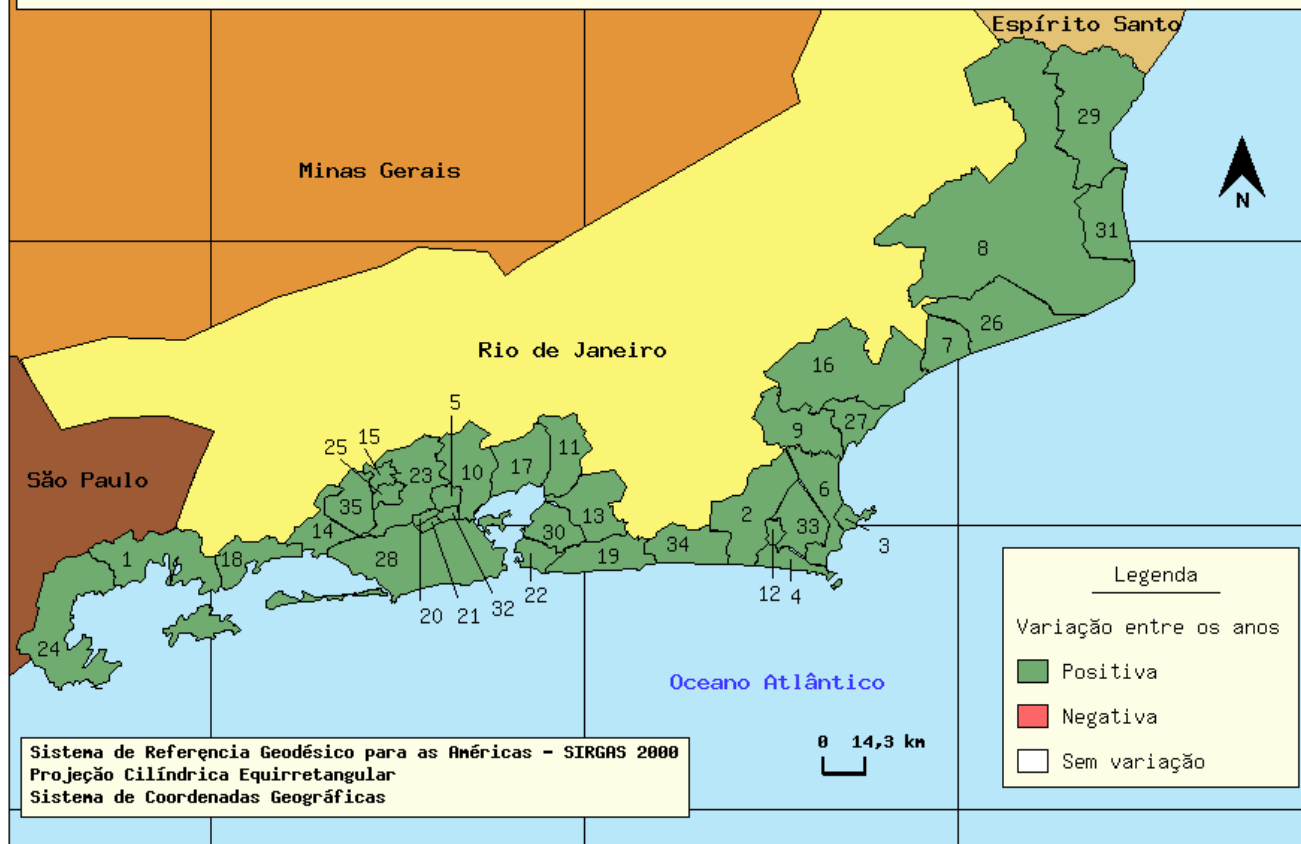 Espírito Santo
29
Minas Gerais
N
31
8
26
Rio de Janeiro
7
16
5
27
15
9
11
25
23
10
17
São Paulo
6
35
2
13
14
30
33
1
18
28
19
34
3
22
12
4
32
20
21
24
Legenda
Variação entre os anos
Positiva
Negativa
Sem variação
Oceano Atlântico
0 14,3 km
Sistema de Referençia Geodésico para as Américas - SIRGAS 2000
Projeção Cilíndrica Equirretangular
Sistema de Coordenadas Geográficas